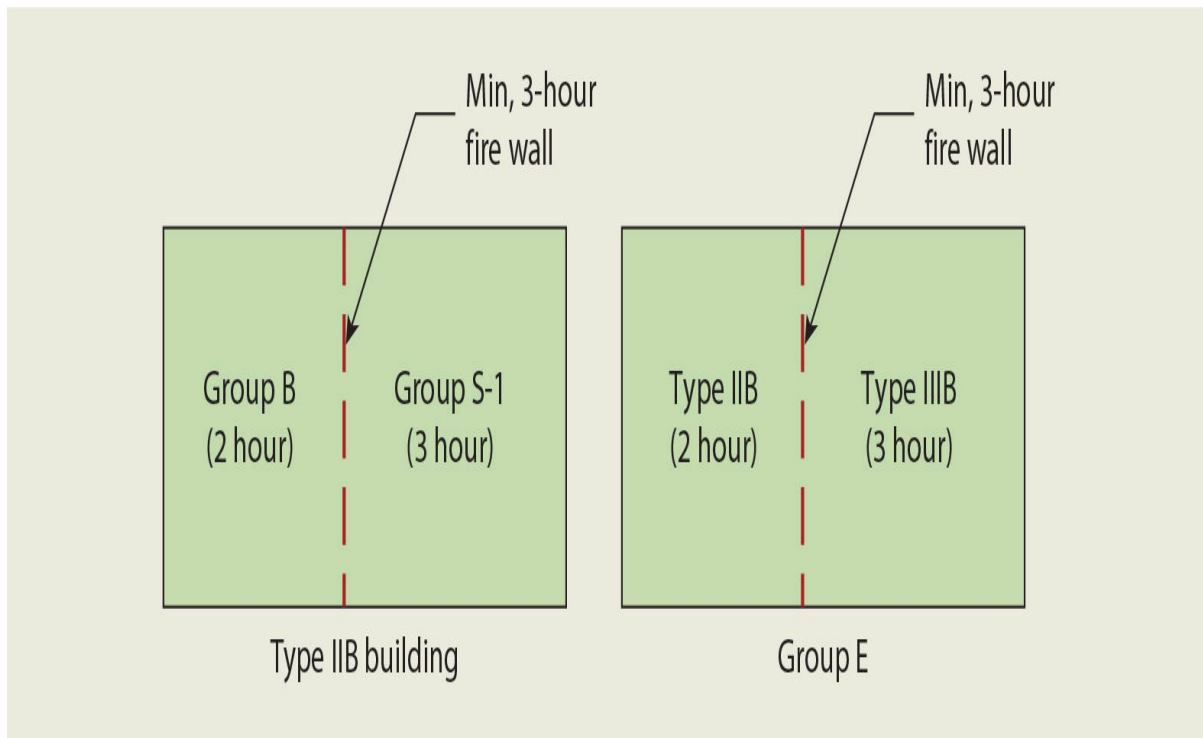 Min, 3-hour
fire wall
Min, 3-hour
fire wall
Group B
(2 hour)
Group S-1
(3 hour)
Type IIB
(2 hour)
Type IIIB
(3 hour)
Type IIB building
Group E